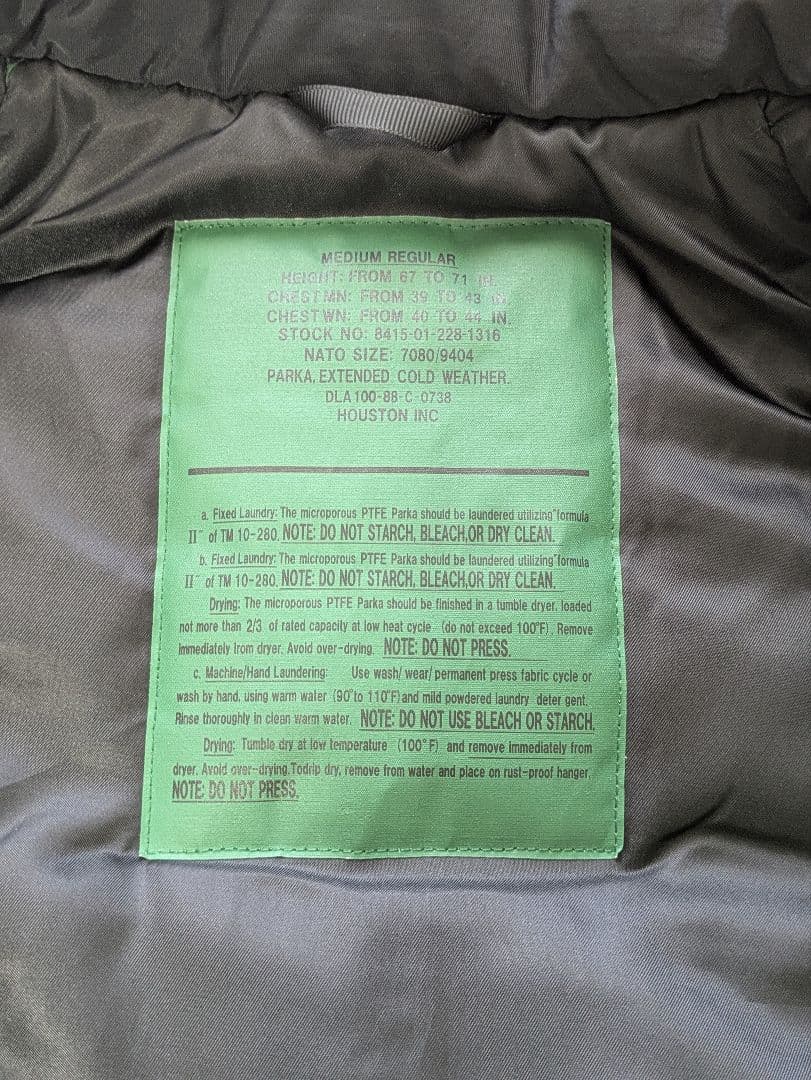 MEDIUM REGULAR
HEIGHT: FROM 67 TO 71 IN.
CHEST MN: FROM 39 TO 43 IN.
CHEST WN: FROM 40 TO 44 IN.
STOCK NO: 8415-01-228-1316
NATO SIZE: 7080/9404
PARKA, EXTENDED COLD WEATHER.
DLA100-88-C-0738
HOUSTON INC
a. Fixed Laundry: The microporous PTFE Parka should be laundered utilizing"formula
II" of TM 10-280. NOTE: DO NOT STARCH, BLEACH,OR DRY CLEAN.
b. Fixed Laundry: The microporous PTFE Parka should be laundered utilizing"formula
II" of TM 10-280. NOTE: DO NOT STARCH, BLEACH,OR DRY CLEAN.
Drying: The microporous PTFE Parka should be finished in a tumble dryer. loaded
not more than 2/3 of rated capacity at low heat cycle (do not exceed 100°F). Remove
immediately from dryer. Avoid over-drying. NOTE: DO NOT PRESS.
c. Machine/Hand Laundering: Use wash/ wear/ permanent press fabric cycle or
wash by hand, using warm water (90°to 110°F)and mild powdered laundry deter gent.
Rinse thoroughly in clean warm water. NOTE: DO NOT USE BLEACH OR STARCH.
Drying: Tumble dry at low temperature (100°F) and remove immediately from
dryer. Avoid over-drying.Todrip dry, remove from water and place on rust-proof hanger.
NOTE: DO NOT PRESS.